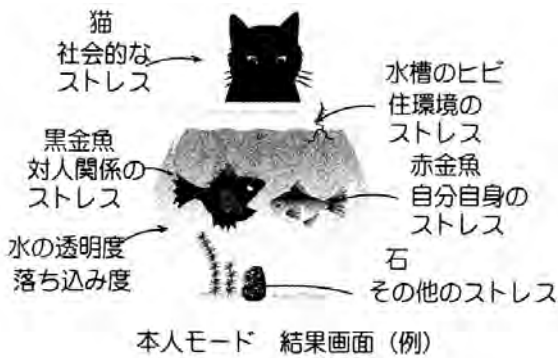 猫
社会的な
ストレス
水槽のヒビ
住環境の
ストレス
黒金魚
対人関係の
ストレス
赤金魚
自分自身の
ストレス
水の透明度
落ち込み度
石
その他のストレス
本人モード 結果画面（例）